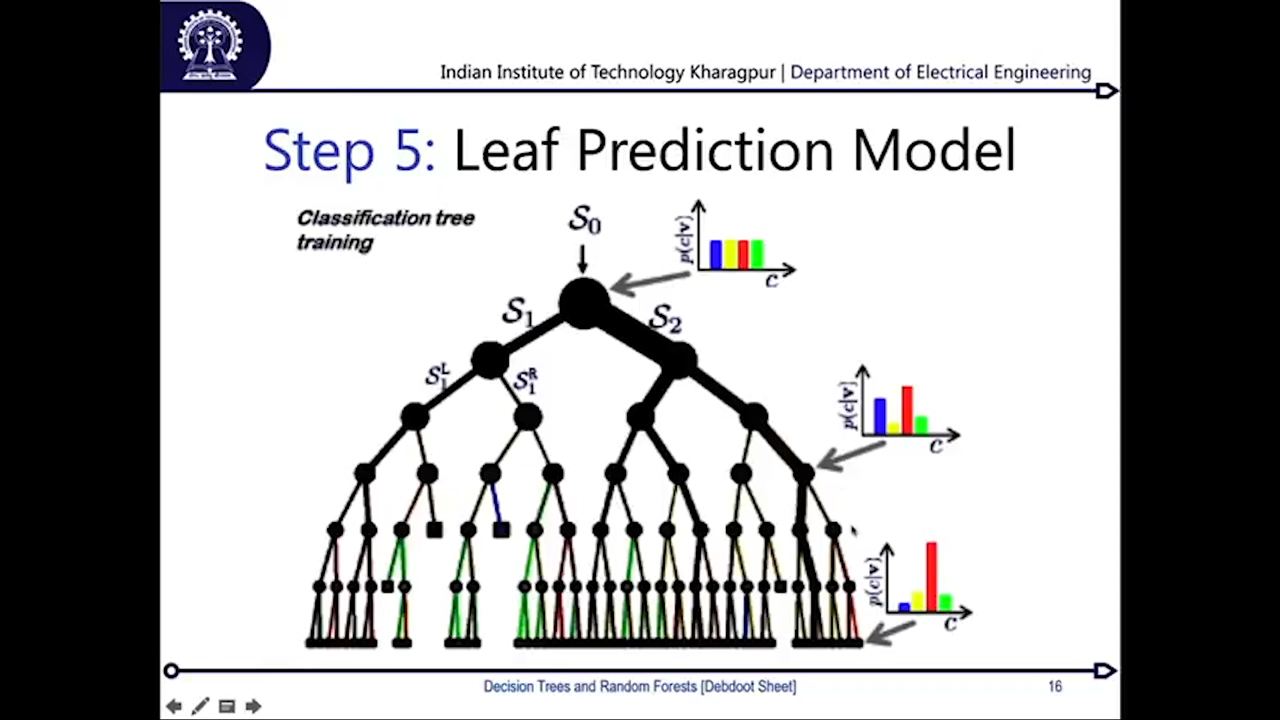 Indian Institute of Technology Kharagpur | Department of Electrical Engineering
Step 5: Leaf Prediction Model
Classification tree
training
S₀
p(c|v)
c
S₁
S₂
S₁ᴸ
S₁ᴿ
p(c|v)
c
p(c|v)
c
Decision Trees and Random Forests [Debdoot Sheet]
16